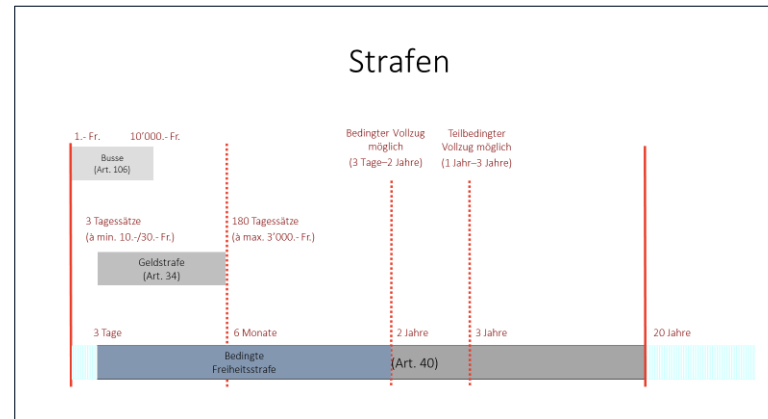 Strafen
1.- Fr. 10'000.- Fr.
Busse
(Art. 106)
Bedingter Vollzug
möglich
(3 Tage–2 Jahre)
Teilbedingter
Vollzug möglich
(1 Jahr–3 Jahre)
3 Tagessätze
(à min. 10.-/30.- Fr.)
180 Tagessätze
(à max. 3'000.- Fr.)
Geldstrafe
(Art. 34)
3 Tage 6 Monate 2 Jahre 3 Jahre 20 Jahre
Bedingte
Freiheitsstrafe
(Art. 40)